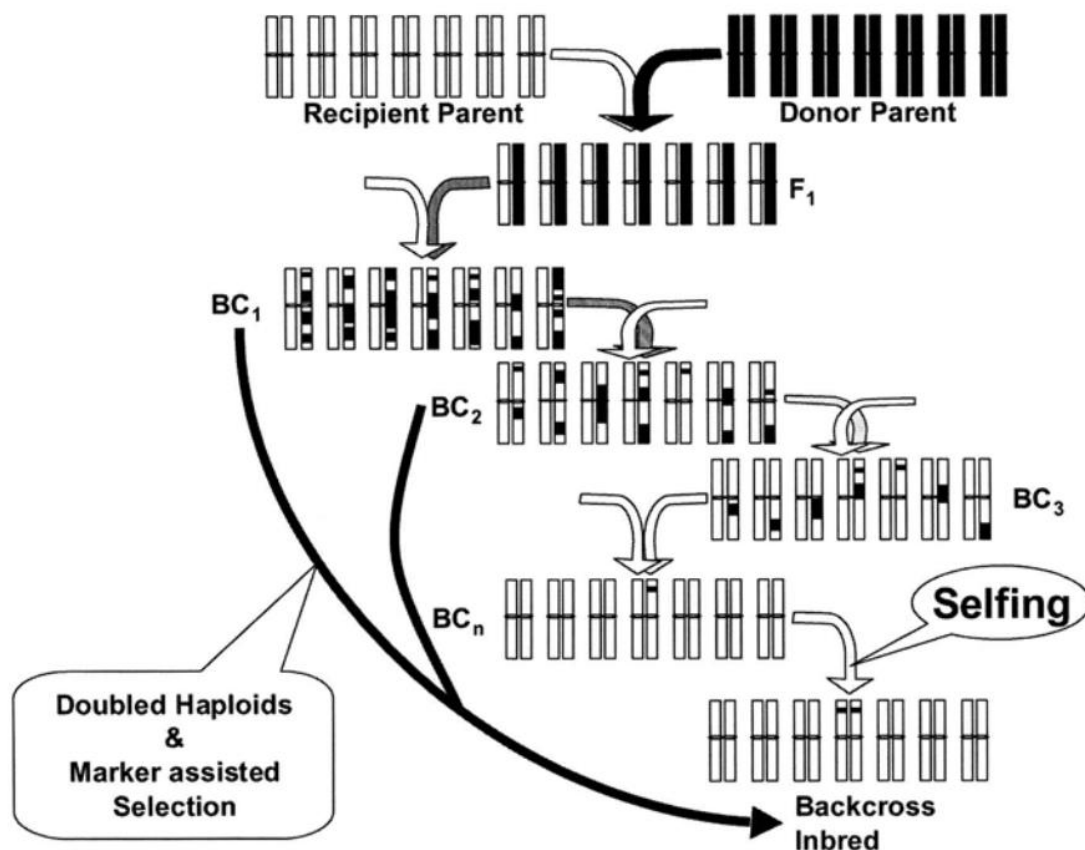 Recipient Parent
Donor Parent
F1
BC1
BC2
BC3
BCn
Selfing
Doubled Haploids
&
Marker assisted
Selection
Backcross
Inbred